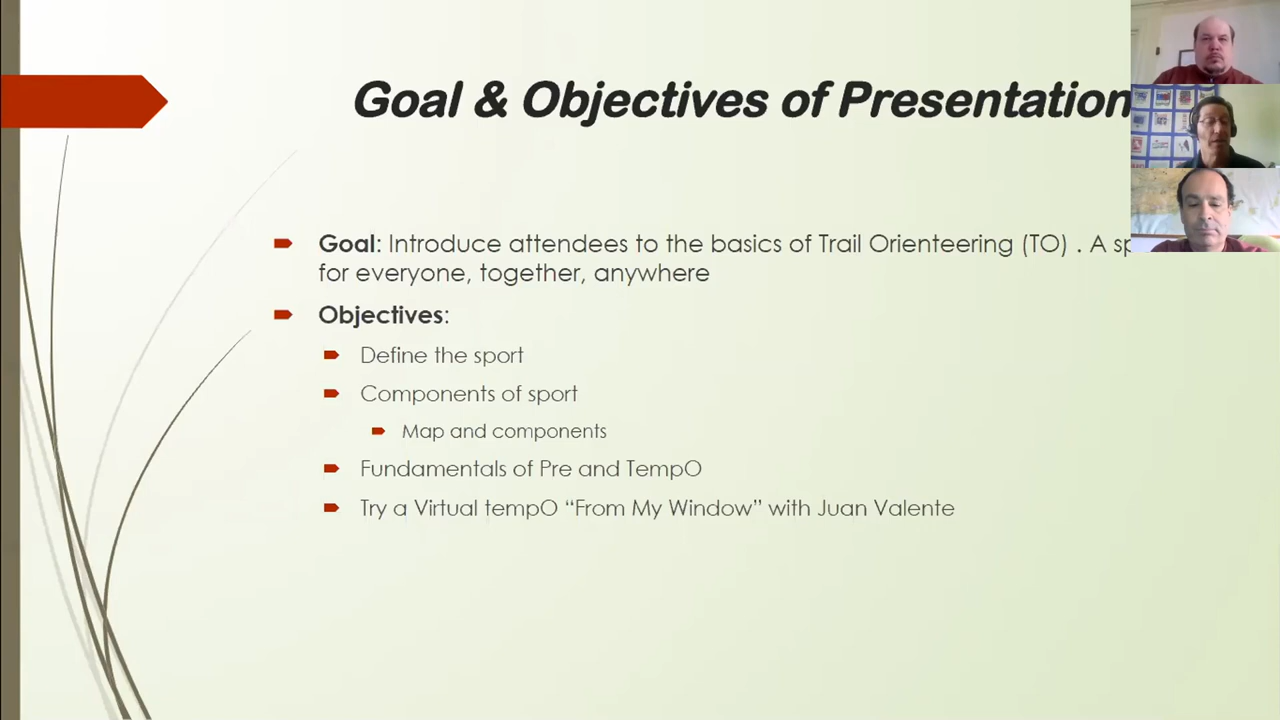 Goal & Objectives of Presentation
Goal: Introduce attendees to the basics of Trail Orienteering (TO) . A
for everyone, together, anywhere
Objectives:
Define the sport
Components of sport
Map and components
Fundamentals of Pre and TempO
Try a Virtual tempO “From My Window” with Juan Valente